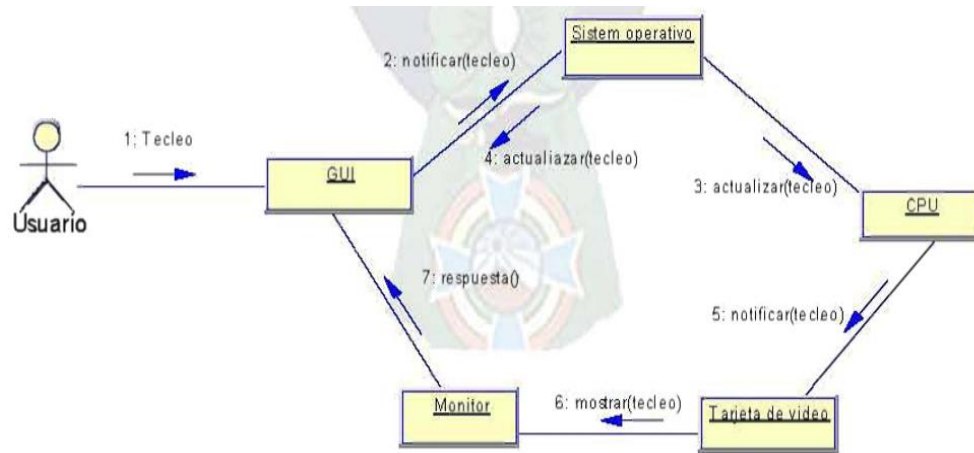 Sistem operativo
2: notificar(tecleo)
1: Tecleo
4: actualiazar(tecleo)
GUI
3: actualizar(tecleo)
CPU
Usuario
7: respuesta()
5: notificar(tecleo)
Monitor
6: mostrar(tecleo)
Tarjeta de video